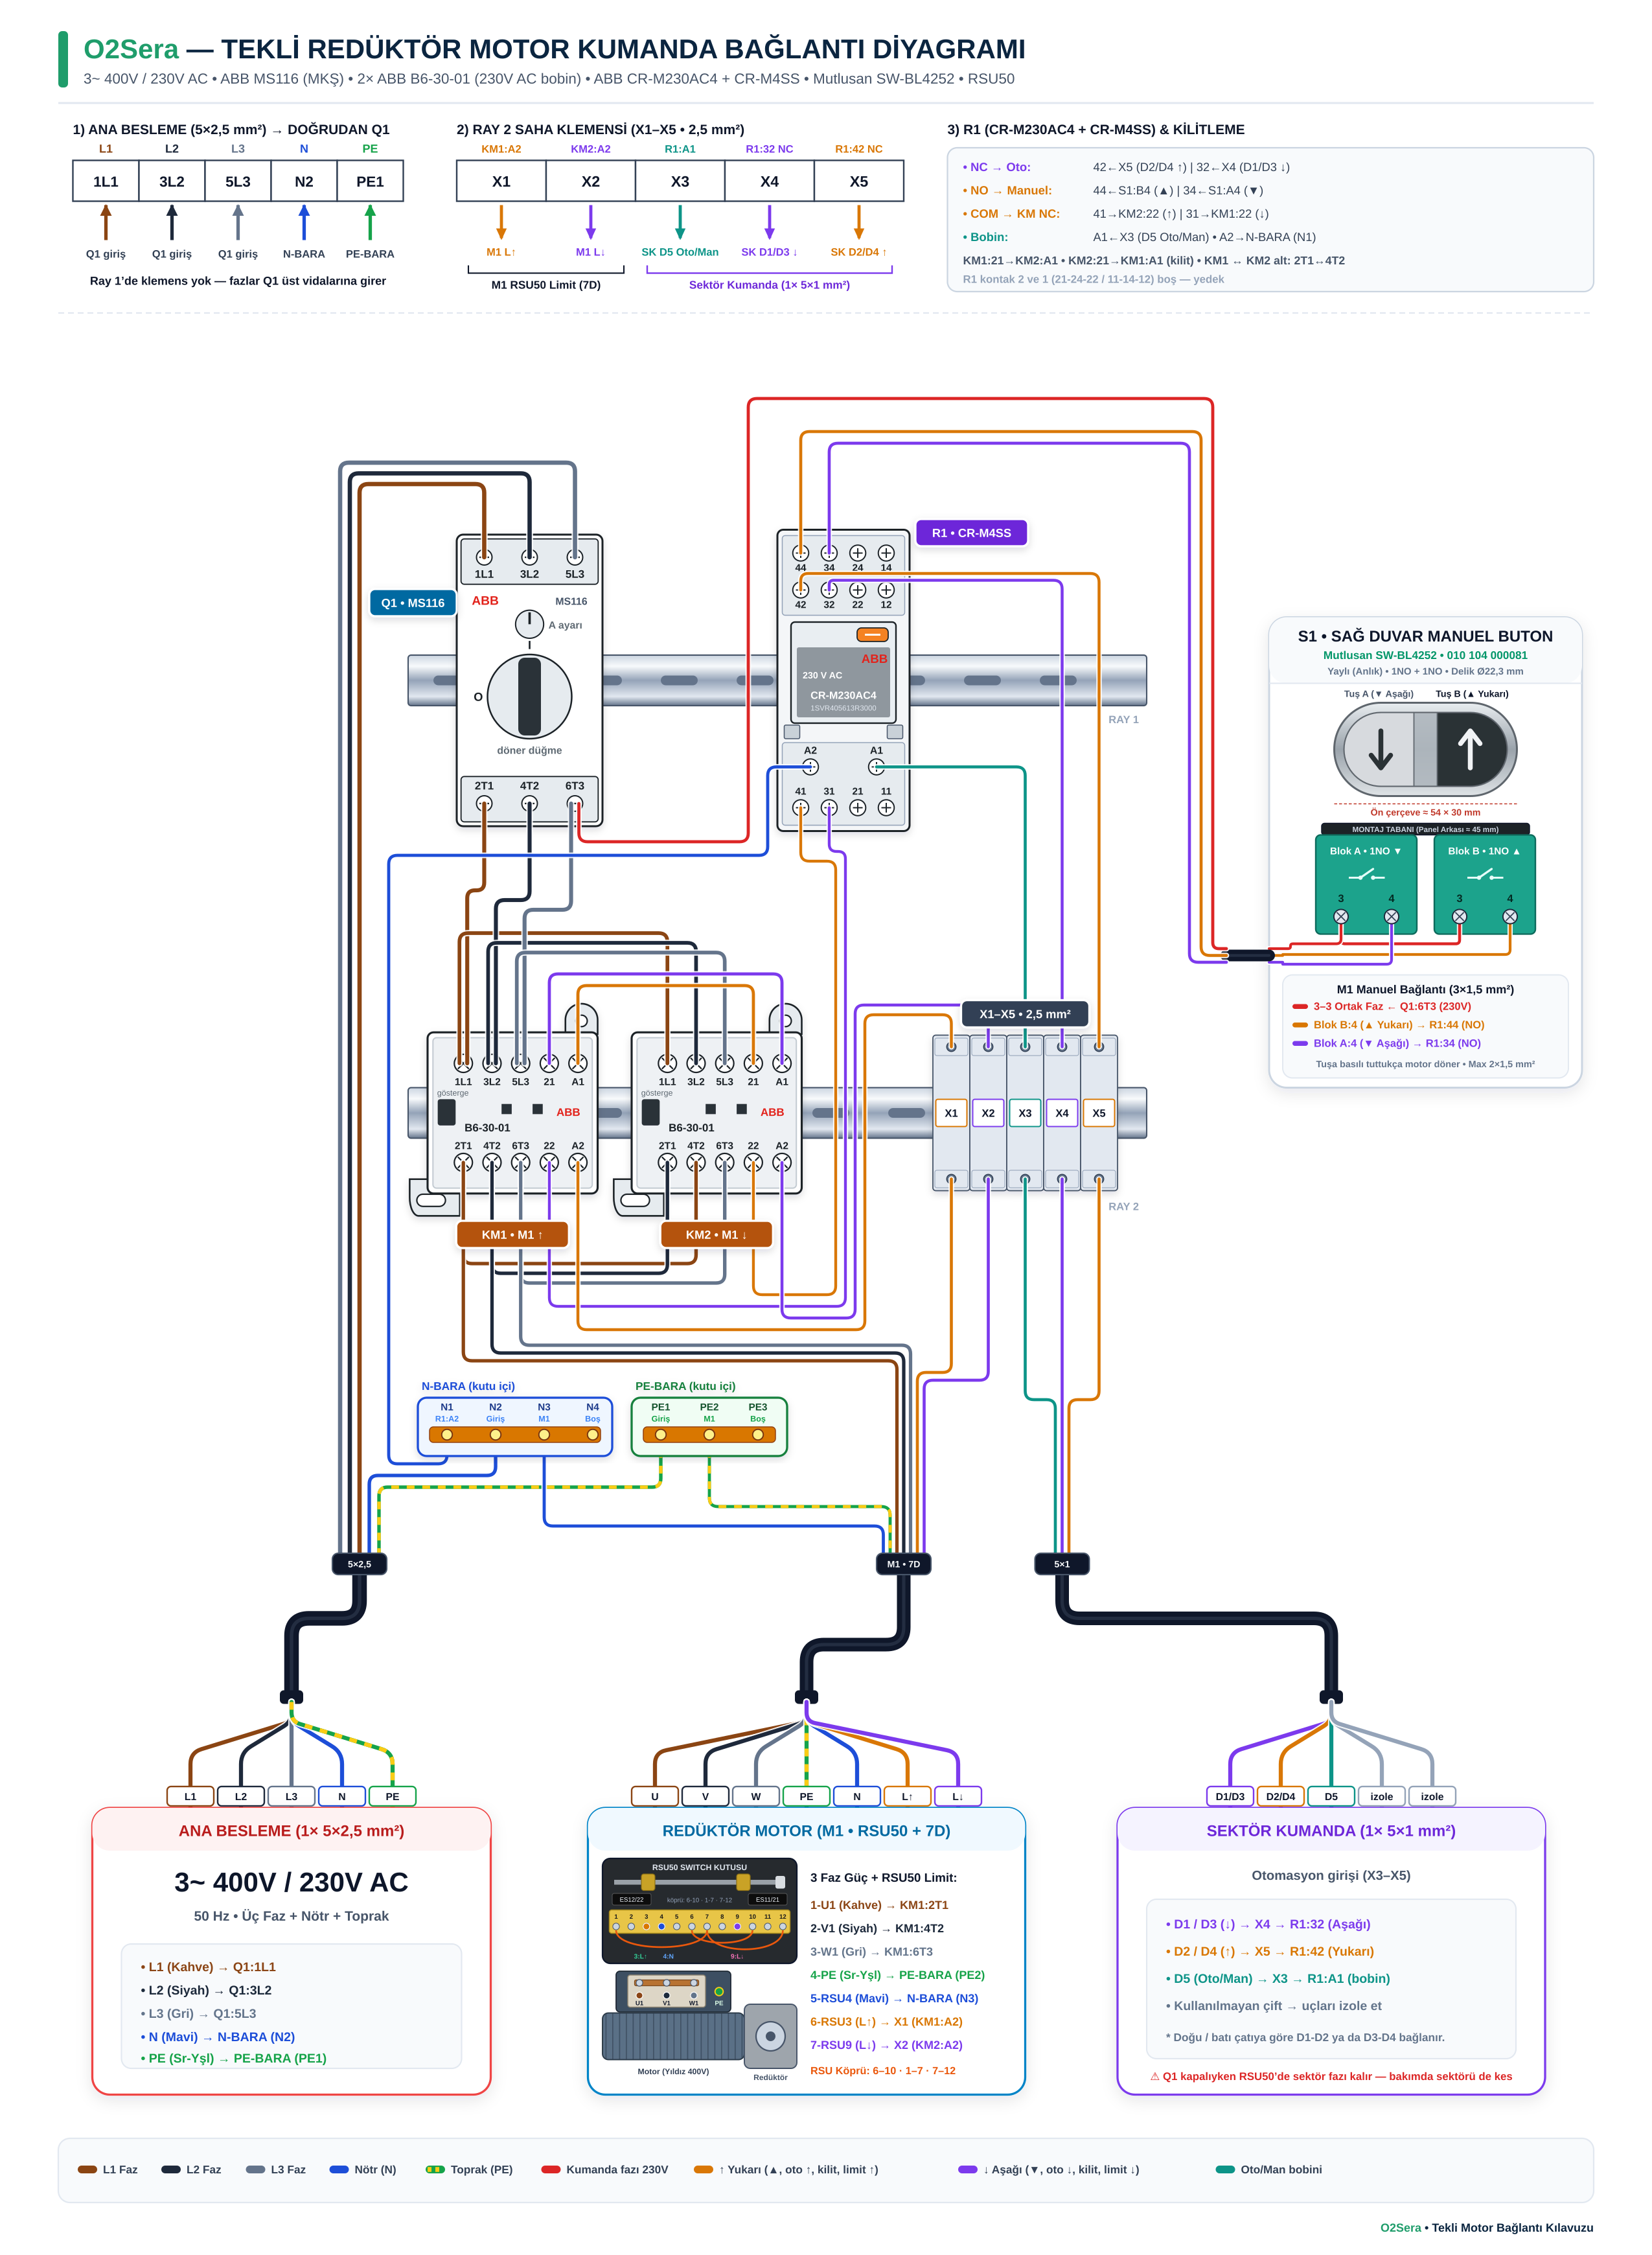 O2Sera — TEKLİ REDÜKTÖR MOTOR KUMANDA BAĞLANTI DİYAGRAMI
3~ 400V / 230V AC • ABB MS116 (MKŞ) • 2× ABB B6-30-01 (230V AC bobin) • ABB CR-M230AC4 + CR-M4SS • Mutlusan SW-BL4252 • RSU50
1) ANA BESLEME (5×2,5 mm²) → DOĞRUDAN Q1
L1 L2 L3 N PE
1L1 3L2 5L3 N2 PE1
Q1 giriş Q1 giriş Q1 giriş N-BARA PE-BARA
Ray 1'de klemens yok — fazlar Q1 üst vidalarına girer
2) RAY 2 SAHA KLEMENSİ (X1–X5 • 2,5 mm²)
KM1:A2 KM2:A2 R1:A1 R1:32 NC R1:42 NC
X1 X2 X3 X4 X5
M1 L↑ M1 L↓ SK D5 Oto/Man SK D1/D3 ↓ SK D2/D4 ↑
M1 RSU50 Limit (7D) Sektör Kumanda (1× 5×1 mm²)
3) R1 (CR-M230AC4 + CR-M4SS) & KİLİTLEME
• NC → Oto: 42←X5 (D2/D4 ↑) | 32←X4 (D1/D3 ↓)
• NO → Manuel: 44←S1:B4 (▲) | 34←S1:A4 (▼)
• COM → KM NC: 41→KM2:22 (↑) | 31→KM1:22 (↓)
• Bobin: A1←X3 (D5 Oto/Man) • A2→N-BARA (N1)
KM1:21→KM2:A1 • KM2:21→KM1:A1 (kilit) • KM1 ↔ KM2 alt: 2T1↔4T2
R1 kontak 2 ve 1 (21-24-22 / 11-14-12) boş — yedek
R1 • CR-M4SS
44 34 24 14
42 32 22 12
ABB
230 V AC
CR-M230AC4
1SVR405613R3000
A2 A1
41 31 21 11
1L1 3L2 5L3
Q1 • MS116
ABB MS116
A ayarı
I
O
döner düğme
2T1 4T2 6T3
RAY 1
S1 • SAĞ DUVAR MANUEL BUTON
Mutlusan SW-BL4252 • 010 104 000081
Yaylı (Anlık) • 1NO + 1NO • Delik Ø22,3 mm
Tuş A (▼ Aşağı) Tuş B (▲ Yukarı)
Ön çerçeve ≈ 54 × 30 mm
MONTAJ TABANI (Panel Arkası ≈ 45 mm)
Blok A • 1NO ▼ Blok B • 1NO ▲
3 4 3 4
M1 Manuel Bağlantı (3×1,5 mm²)
3–3 Ortak Faz ← Q1:6T3 (230V)
Blok B:4 (▲ Yukarı) → R1:44 (NO)
Blok A:4 (▼ Aşağı) → R1:34 (NO)
Tuşa basılı tuttukça motor döner • Max 2×1,5 mm²
X1–X5 • 2,5 mm²
1L1 3L2 5L3 21 A1
gösterge
ABB
B6-30-01
2T1 4T2 6T3 22 A2
KM1 • M1 ↑
1L1 3L2 5L3 21 A1
gösterge
ABB
B6-30-01
2T1 4T2 6T3 22 A2
KM2 • M1 ↓
X1 X2 X3 X4 X5
RAY 2
N-BARA (kutu içi)
N1 N2 N3 N4
R1:A2 Giriş M1 Boş
PE-BARA (kutu içi)
PE1 PE2 PE3
Giriş M1 Boş
5×2,5
M1 • 7D
5×1
L1 L2 L3 N PE
ANA BESLEME (1× 5×2,5 mm²)
3~ 400V / 230V AC
50 Hz • Üç Faz + Nötr + Toprak
• L1 (Kahve) → Q1:1L1
• L2 (Siyah) → Q1:3L2
• L3 (Gri) → Q1:5L3
• N (Mavi) → N-BARA (N2)
• PE (Sr-Yşl) → PE-BARA (PE1)
U V W PE N L↑ L↓
REDÜKTÖR MOTOR (M1 • RSU50 + 7D)
RSU50 SWITCH KUTUSU
ES12/22 köprü: 6-10 · 1-7 · 7-12 ES11/21
1 2 3 4 5 6 7 8 9 10 11 12
3:L↑ 4:N 9:L↓
U1 V1 W1 PE
Motor (Yıldız 400V)
Redüktör
3 Faz Güç + RSU50 Limit:
1-U1 (Kahve) → KM1:2T1
2-V1 (Siyah) → KM1:4T2
3-W1 (Gri) → KM1:6T3
4-PE (Sr-Yşl) → PE-BARA (PE2)
5-RSU4 (Mavi) → N-BARA (N3)
6-RSU3 (L↑) → X1 (KM1:A2)
7-RSU9 (L↓) → X2 (KM2:A2)
RSU Köprü: 6–10 · 1–7 · 7–12
D1/D3 D2/D4 D5 izole izole
SEKTÖR KUMANDA (1× 5×1 mm²)
Otomasyon girişi (X3–X5)
• D1 / D3 (↓) → X4 → R1:32 (Aşağı)
• D2 / D4 (↑) → X5 → R1:42 (Yukarı)
• D5 (Oto/Man) → X3 → R1:A1 (bobin)
• Kullanılmayan çift → uçları izole et
* Doğu / batı çatıya göre D1-D2 ya da D3-D4 bağlanır.
⚠ Q1 kapalıyken RSU50'de sektör fazı kalır — bakımda sektörü de kes
L1 Faz L2 Faz L3 Faz Nötr (N) Toprak (PE) Kumanda fazı 230V ↑ Yukarı (▲, oto ↑, kilit, limit ↑) ↓ Aşağı (▼, oto ↓, kilit, limit ↓) Oto/Man bobini
O2Sera • Tekli Motor Bağlantı Kılavuzu